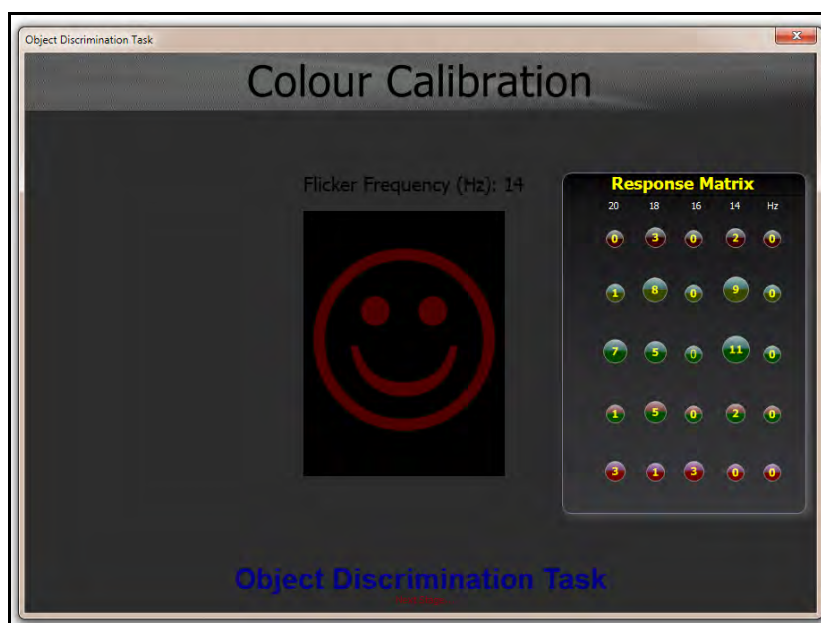 Object Discrimination Task
Colour Calibration
Flicker Frequency (Hz): 14
Response Matrix
20 18 16 14 Hz
0 3 0 2 0
1 8 0 9 0
7 5 0 11 0
1 5 0 2 0
3 1 3 0 0
Object Discrimination Task